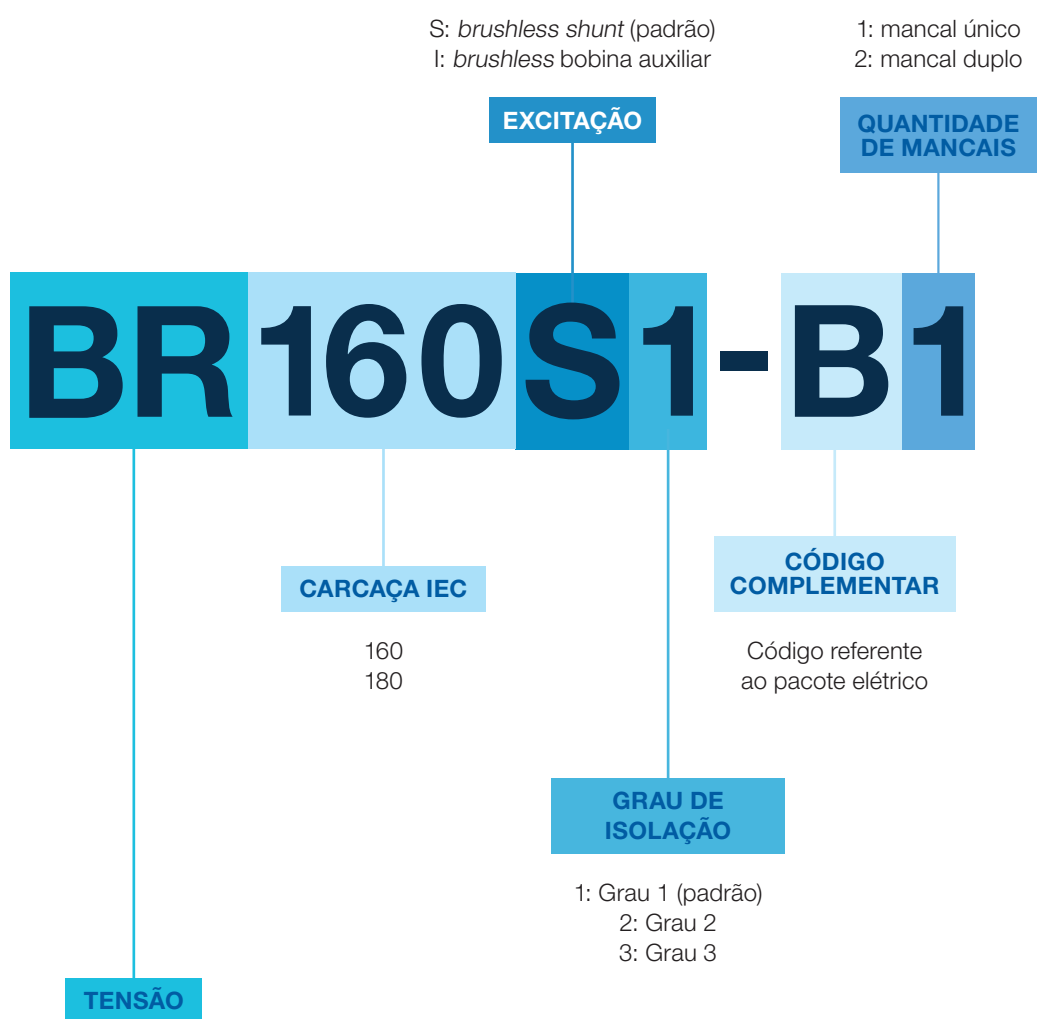 S: brushless shunt (padrão)
I: brushless bobina auxiliar
1: mancal único
2: mancal duplo
EXCITAÇÃO
QUANTIDADE
DE MANCAIS
BR160S1-B1
CARCAÇA IEC
160
180
CÓDIGO
COMPLEMENTAR
Código referente
ao pacote elétrico
GRAU DE
ISOLAÇÃO
1: Grau 1 (padrão)
2: Grau 2
3: Grau 3
TENSÃO